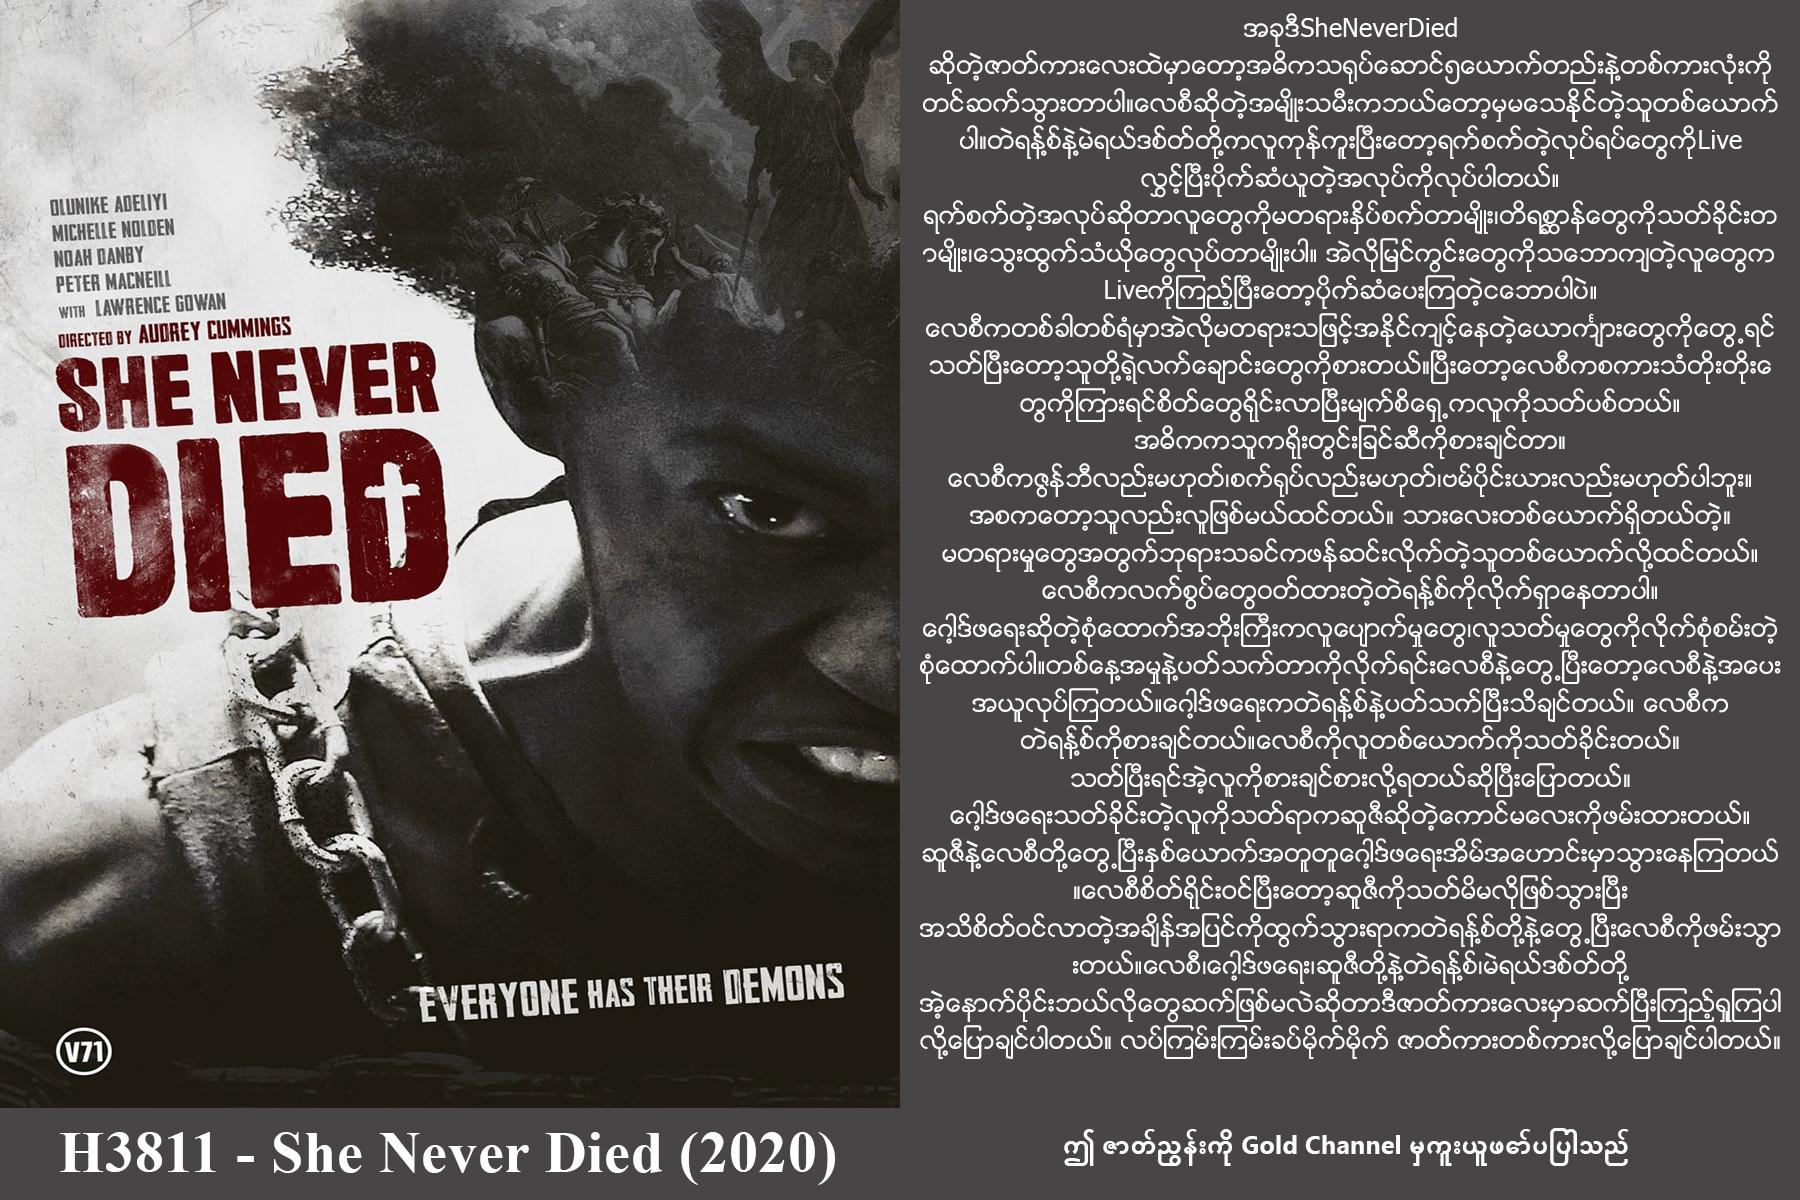 OLUNIKE ADELIYI
MICHELLE NOLDEN
NOAH DANBY
PETER MACNEILL
WITH LAWRENCE GOWAN
DIRECTED BY AUDREY CUMMINGS
SHE NEVER
DIED
EVERYONE HAS THEIR DEMONS
V71
H3811 - She Never Died (2020)
အခုဒီSheNeverDied
ဆိုတဲ့ဇာတ်ကားလေးထဲမှာတော့အဓိကသရုပ်ဆောင်၅ယောက်တည်းနဲ့တစ်ကားလုံးကို
တင်ဆက်သွားတာပါ။လေစီဆိုတဲ့အမျိုးသမီးကဘယ်တော့မှမသေနိုင်တဲ့သူတစ်ယောက်
ပါ။တဲရန့်စ်နဲ့မဲရယ်ဒစ်တ်တို့ကလူကုန်ကူးပြီးတော့ရက်စက်တဲ့လုပ်ရပ်တွေကိုLive
လွှင့်ပြီးပိုက်ဆံယူတဲ့အလုပ်ကိုလုပ်ပါတယ်။
ရက်စက်တဲ့အလုပ်ဆိုတာလူတွေကိုမတရားနှိပ်စက်တာမျိုး၊တိရစ္ဆာန်တွေကိုသတ်ခိုင်းတ
ာမျိုး၊သွေးထွက်သံယိုတွေလုပ်တာမျိုးပါ။ အဲလိုမြင်ကွင်းတွေကိုသဘောကျတဲ့လူတွေက
Liveကိုကြည့်ပြီးတော့ပိုက်ဆံပေးကြတဲ့ငဘောပါပဲ။
လေစီကတစ်ခါတစ်ရံမှာအဲလိုမတရားသဖြင့်အနိုင်ကျင့်နေတဲ့ယောင်္ကျားတွေကိုတွေ့ရင်
သတ်ပြီးတော့သူတို့ရဲ့လက်ချောင်းတွေကိုစားတယ်။ပြီးတော့လေစီကစကားသံတိုးတိုးေ
တွကိုကြားရင်စိတ်တွေရိုင်းလာပြီးမျက်စိရှေ့ကလူကိုသတ်ပစ်တယ်။
အဓိကကသူကရိုးတွင်းခြင်ဆီကိုစားချင်တာ။
လေစီကဇွန်ဘီလည်းမဟုတ်၊စက်ရုပ်လည်းမဟုတ်၊ဗမ်ပိုင်းယားလည်းမဟုတ်ပါဘူး။
အစကတော့သူလည်းလူဖြစ်မယ်ထင်တယ်။ သားလေးတစ်ယောက်ရှိတယ်တဲ့။
မတရားမှုတွေအတွက်ဘုရားသခင်ကဖန်ဆင်းလိုက်တဲ့သူတစ်ယောက်လို့ထင်တယ်။
လေစီကလက်စွပ်တွေဝတ်ထားတဲ့တဲရန့်စ်ကိုလိုက်ရှာနေတာပါ။
ဂေါ့ဒ်ဖရေးဆိုတဲ့စုံထောက်အဘိုးကြီးကလူပျောက်မှုတွေ၊လူသတ်မှုတွေကိုလိုက်စုံစမ်းတဲ့
စုံထောက်ပါ။တစ်နေ့အမှုနဲ့ပတ်သက်တာကိုလိုက်ရင်းလေစီနဲ့တွေ့ပြီးတော့လေစီနဲ့အပေး
အယူလုပ်ကြတယ်။ဂေါ့ဒ်ဖရေးကတဲရန့်စ်နဲ့ပတ်သက်ပြီးသိချင်တယ်။ လေစီက
တဲရန့်စ်ကိုစားချင်တယ်။လေစီကိုလူတစ်ယောက်ကိုသတ်ခိုင်းတယ်။
သတ်ပြီးရင်အဲ့လူကိုစားချင်စားလို့ရတယ်ဆိုပြီးပြောတယ်။
ဂေါ့ဒ်ဖရေးသတ်ခိုင်းတဲ့လူကိုသတ်ရာကဆူဇီဆိုတဲ့ကောင်မလေးကိုဖမ်းထားတယ်။
ဆူဇီနဲ့လေစီတို့တွေ့ပြီးနှစ်ယောက်အတူတူဂေါ့ဒ်ဖရေးအိမ်အဟောင်းမှာသွားနေကြတယ်
။လေစီစိတ်ရိုင်းဝင်ပြီးတော့ဆူဇီကိုသတ်မိမလိုဖြစ်သွားပြီး
အသိစိတ်ဝင်လာတဲ့အချိန်အပြင်ကိုထွက်သွားရာကတဲရန့်စ်တို့နဲ့တွေ့ပြီးလေစီကိုဖမ်းသွာ
းတယ်။လေစီ၊ဂေါ့ဒ်ဖရေး၊ဆူဇီတို့နဲ့တဲရန့်စ်၊မဲရယ်ဒစ်တ်တို့
အဲ့နောက်ပိုင်းဘယ်လိုတွေဆက်ဖြစ်မလဲဆိုတာဒီဇာတ်ကားလေးမှာဆက်ပြီးကြည့်ရှုကြပါ
လို့ပြောချင်ပါတယ်။ လပ်ကြမ်းကြမ်းခပ်မိုက်မိုက် ဇာတ်ကားတစ်ကားလို့ပြောချင်ပါတယ်။
ဤ ဇာတ်ညွှန်းကို Gold Channel မှကူးယူဖော်ပပြါသည်